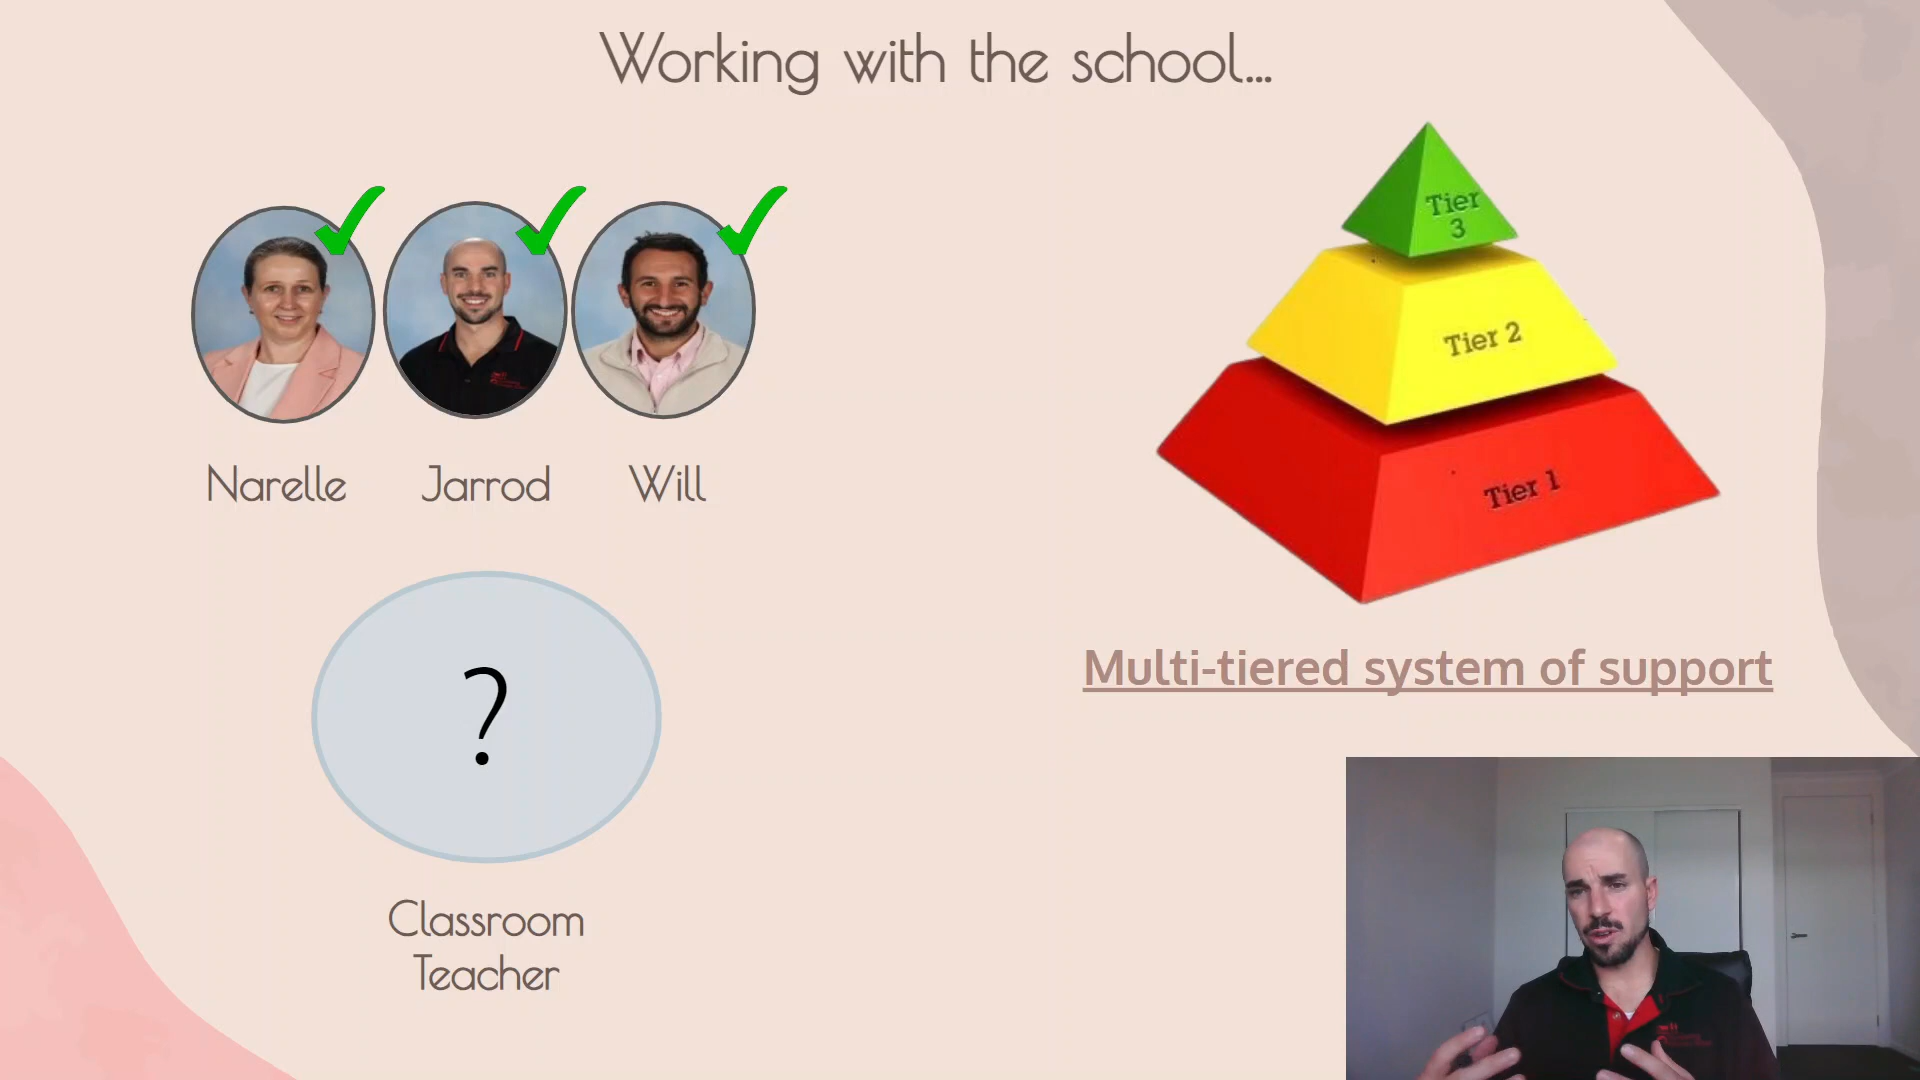 Working with the school...
Narelle
Jarrod
Will
?
Classroom
Teacher
Tier
3
Tier 2
Tier 1
Multi-tiered system of support